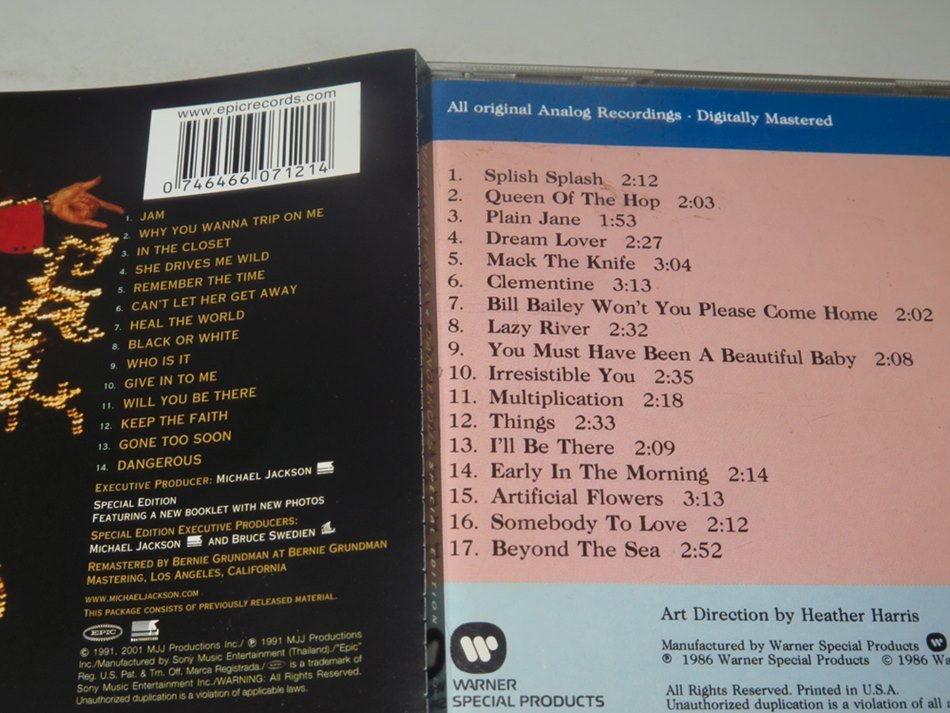 www.epicrecords.com
0 746466 071214
1. JAM
2. WHY YOU WANNA TRIP ON ME
3. IN THE CLOSET
4. SHE DRIVES ME WILD
5. REMEMBER THE TIME
6. CAN'T LET HER GET AWAY
7. HEAL THE WORLD
8. BLACK OR WHITE
9. WHO IS IT
10. GIVE IN TO ME
11. WILL YOU BE THERE
12. KEEP THE FAITH
13. GONE TOO SOON
14. DANGEROUS
EXECUTIVE PRODUCER: MICHAEL JACKSON
SPECIAL EDITION
FEATURING A NEW BOOKLET WITH NEW PHOTOS
SPECIAL EDITION EXECUTIVE PRODUCERS:
MICHAEL JACKSON AND BRUCE SWEDIEN
REMASTERED BY BERNIE GRUNDMAN AT BERNIE GRUNDMAN
MASTERING, LOS ANGELES, CALIFORNIA
WWW.MICHAELJACKSON.COM
THIS PACKAGE CONSISTS OF PREVIOUSLY RELEASED MATERIAL.
EPIC
© 1991, 2001 MJJ Productions Inc./ ℗ 1991 MJJ Productions
Inc./Manufactured by Sony Music Entertainment (Thailand)./"Epic"
Reg. U.S. Pat. & Tm. Off. Marca Registrada./ is a trademark of
Sony Music Entertainment Inc./WARNING: All Rights Reserved.
Unauthorized duplication is a violation of applicable laws.
SPECIAL EDITION
All original Analog Recordings · Digitally Mastered
1. Splish Splash 2:12
2. Queen Of The Hop 2:03
3. Plain Jane 1:53
4. Dream Lover 2:27
5. Mack The Knife 3:04
6. Clementine 3:13
7. Bill Bailey Won't You Please Come Home 2:02
8. Lazy River 2:32
9. You Must Have Been A Beautiful Baby 2:08
10. Irresistible You 2:35
11. Multiplication 2:18
12. Things 2:33
13. I'll Be There 2:09
14. Early In The Morning 2:14
15. Artificial Flowers 3:13
16. Somebody To Love 2:12
17. Beyond The Sea 2:52
WARNER
SPECIAL PRODUCTS
Art Direction by Heather Harris
Manufactured by Warner Special Products
℗ 1986 Warner Special Products © 1986 W
All Rights Reserved. Printed in U.S.A.
Unauthorized duplication is a violation of all